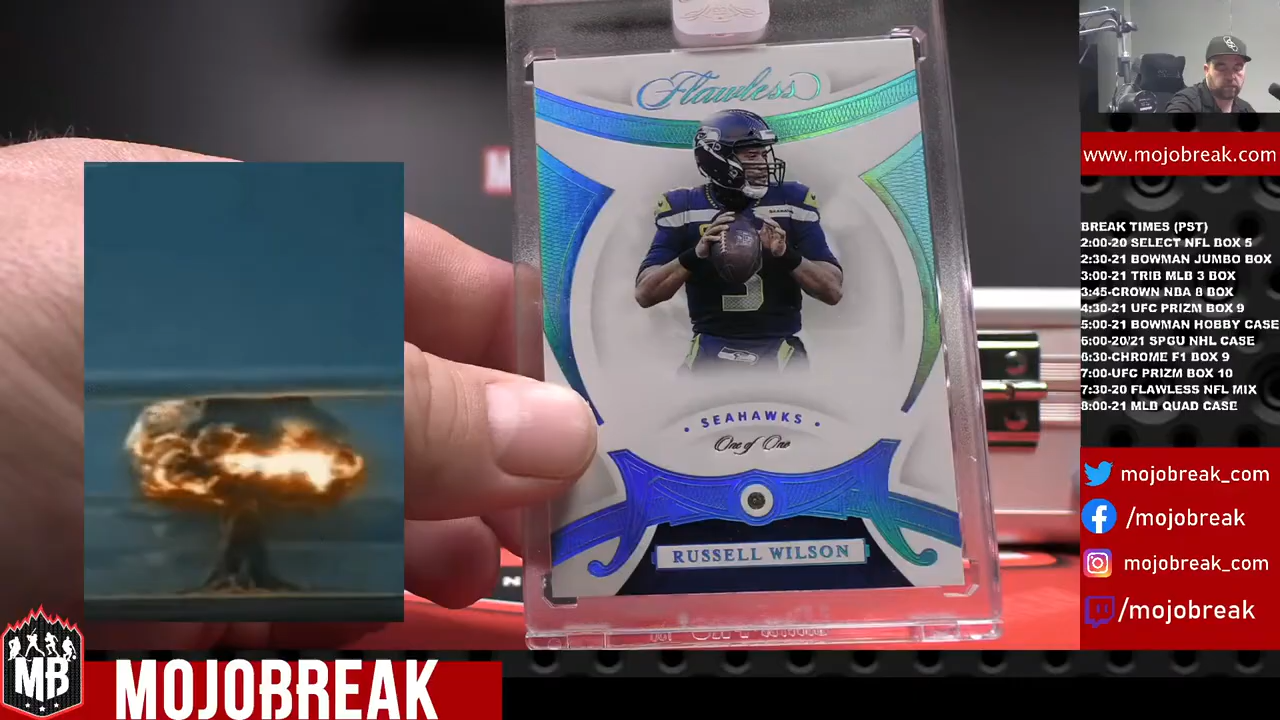 Flawless
SEAHAWKS
One of One
RUSSELL WILSON
3
www.mojobreak.com
BREAK TIMES (PST)
2:00-20 SELECT NFL BOX 5
2:30-21 BOWMAN JUMBO BOX
3:00-21 TRIB MLB 3 BOX
3:45-CROWN NBA 8 BOX
4:30-21 UFC PRIZM BOX 9
5:00-21 BOWMAN HOBBY CASE
6:00-20/21 SPGU NHL CASE
6:30-CHROME F1 BOX 9
7:00-UFC PRIZM BOX 10
7:30-20 FLAWLESS NFL MIX
8:00-21 MLB QUAD CASE
mojobreak_com
/mojobreak
mojobreak_com
/mojobreak
MB
MOJOBREAK